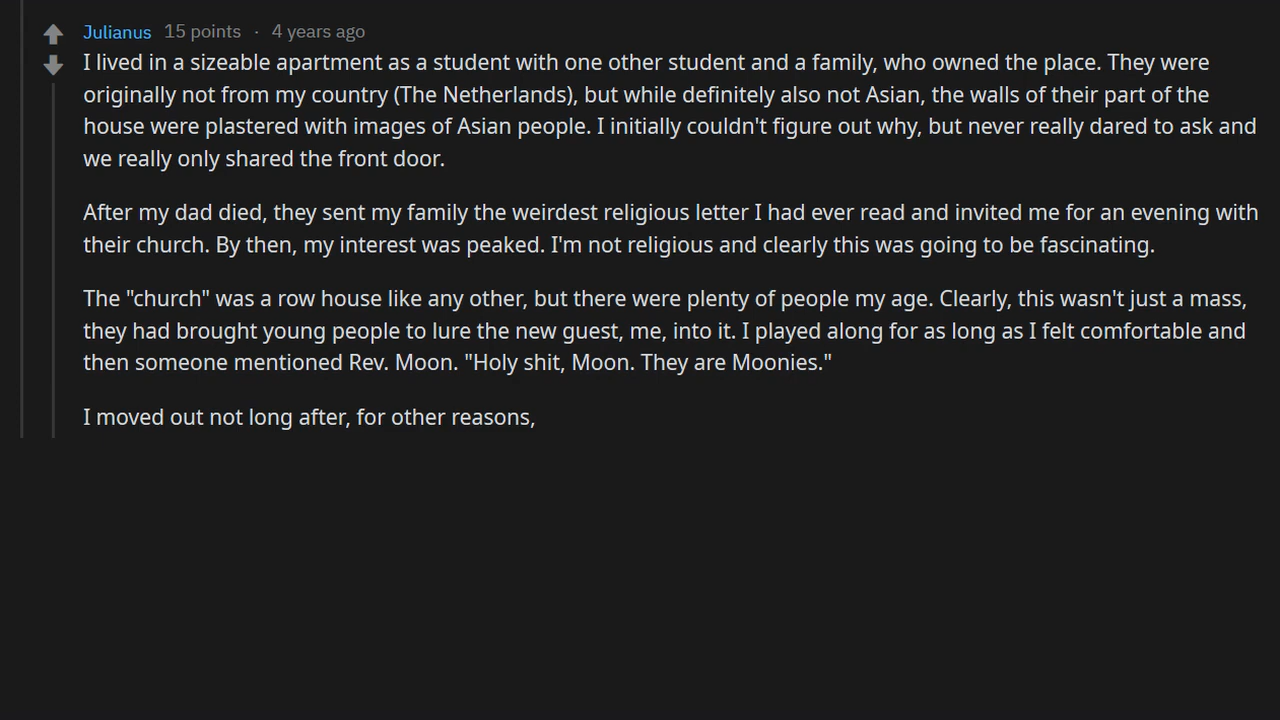 Julianus 15 points · 4 years ago
I lived in a sizeable apartment as a student with one other student and a family, who owned the place. They were
originally not from my country (The Netherlands), but while definitely also not Asian, the walls of their part of the
house were plastered with images of Asian people. I initially couldn't figure out why, but never really dared to ask and
we really only shared the front door.
After my dad died, they sent my family the weirdest religious letter I had ever read and invited me for an evening with
their church. By then, my interest was peaked. I'm not religious and clearly this was going to be fascinating.
The "church" was a row house like any other, but there were plenty of people my age. Clearly, this wasn't just a mass,
they had brought young people to lure the new guest, me, into it. I played along for as long as I felt comfortable and
then someone mentioned Rev. Moon. "Holy shit, Moon. They are Moonies."
I moved out not long after, for other reasons,